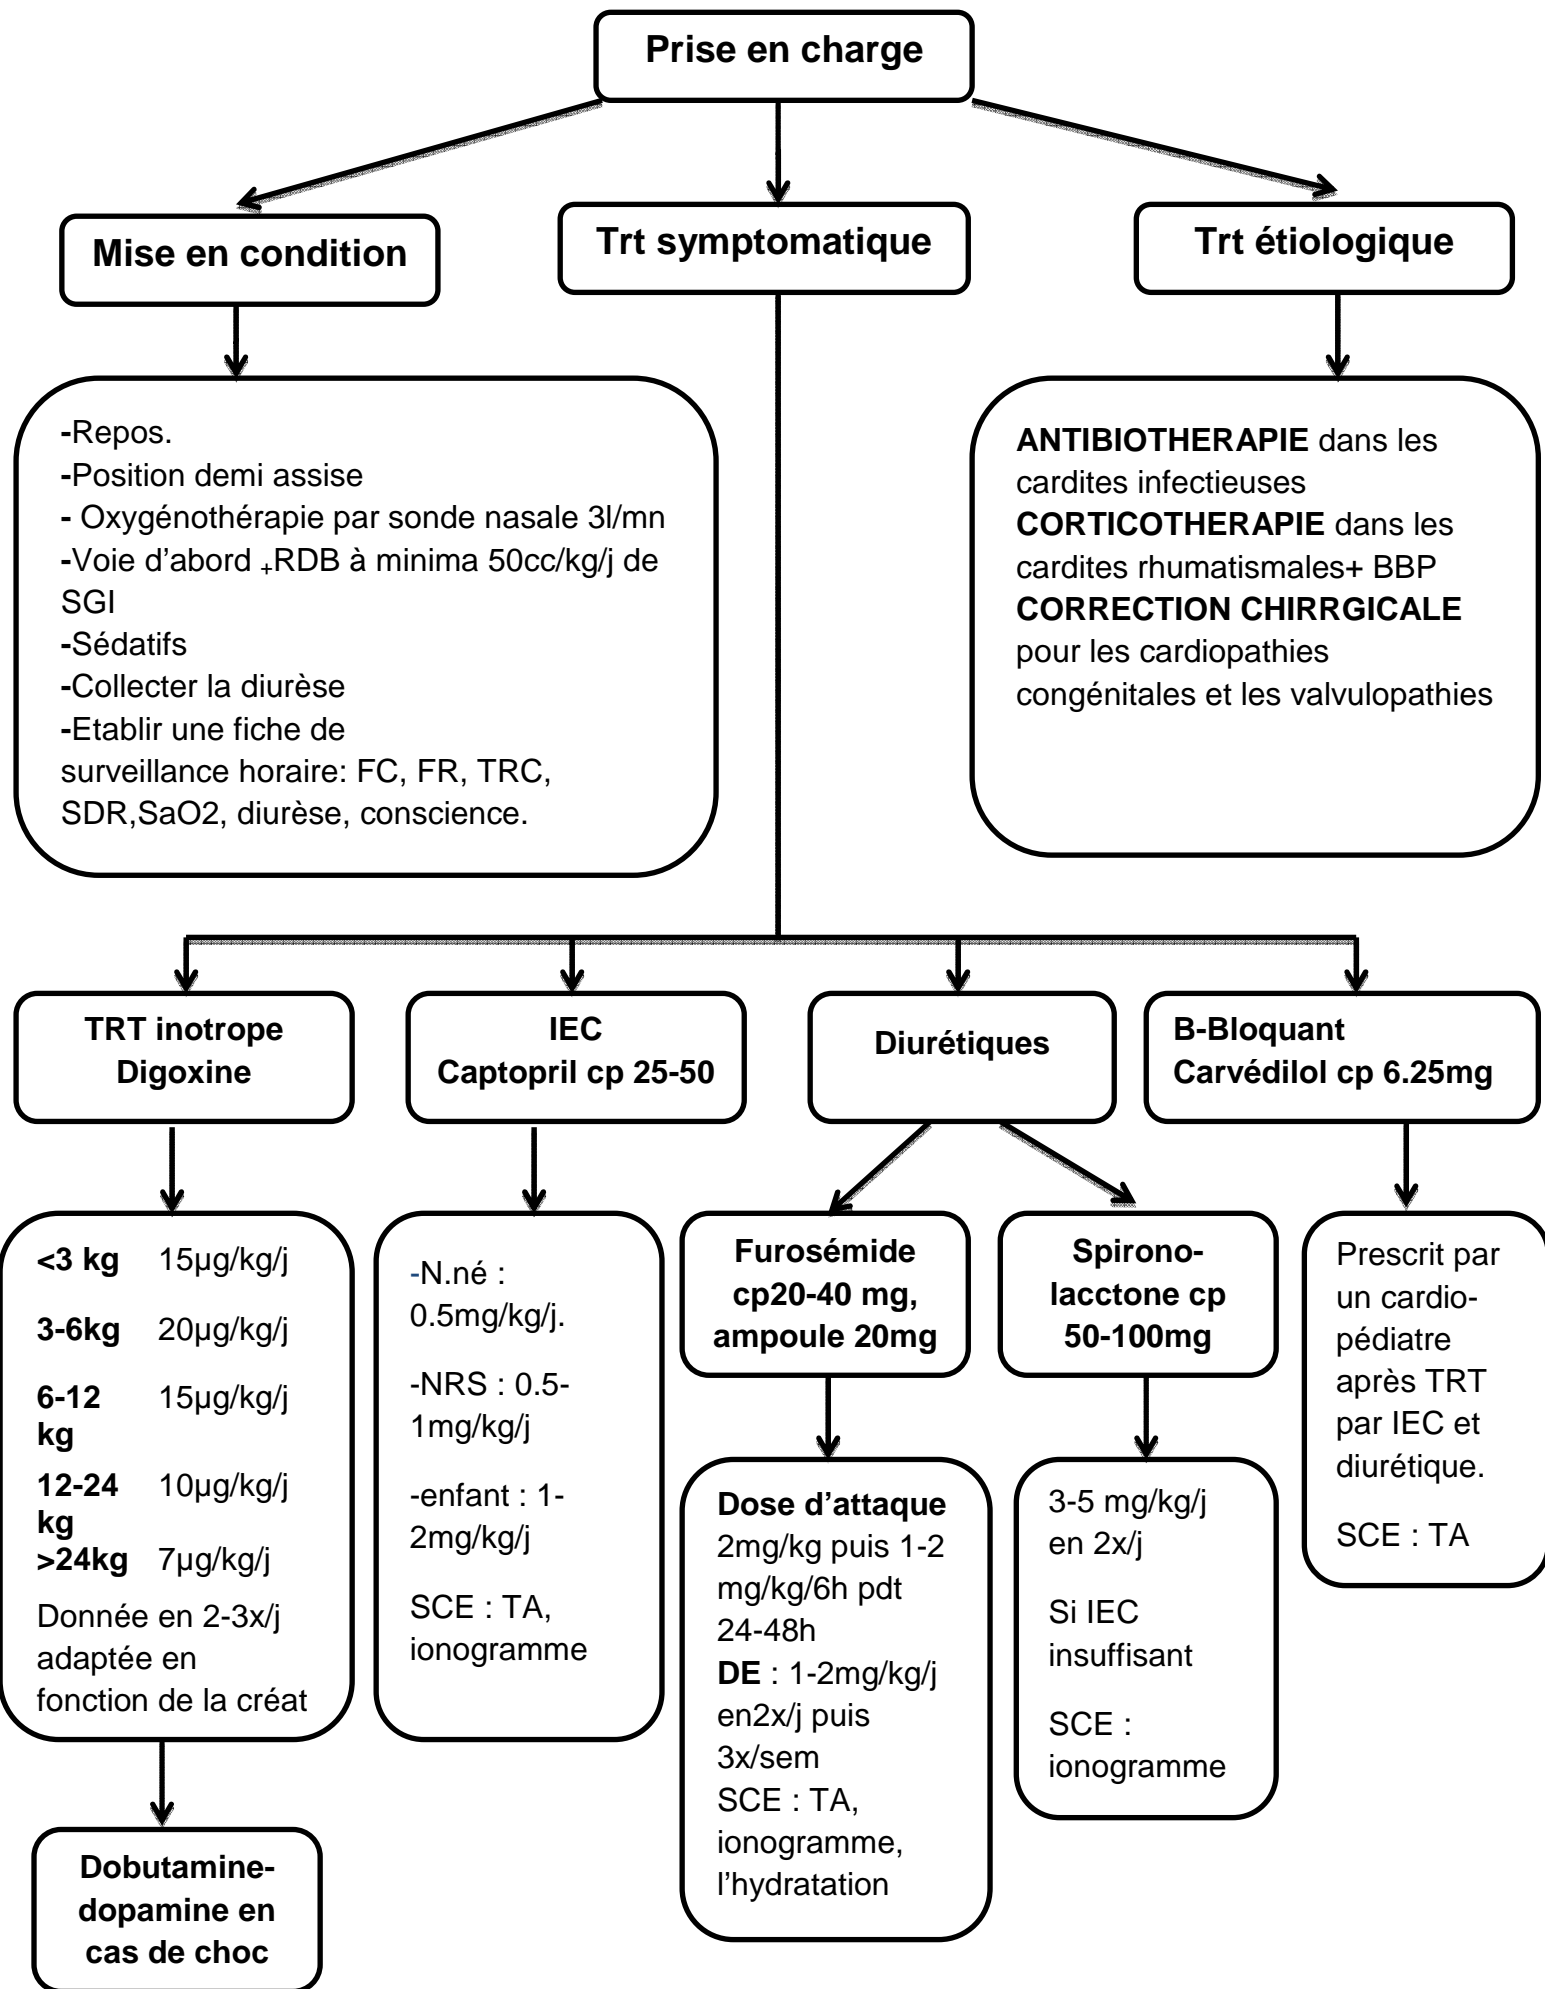 Prise en charge
Mise en condition
Trt symptomatique
Trt étiologique
-Repos.
-Position demi assise
- Oxygénothérapie par sonde nasale 3l/mn
-Voie d'abord +RDB à minima 50cc/kg/j de
SGI
-Sédatifs
-Collecter la diurèse
-Etablir une fiche de
surveillance horaire: FC, FR, TRC,
SDR,SaO2, diurèse, conscience.
ANTIBIOTHERAPIE dans les
cardites infectieuses
CORTICOTHERAPIE dans les
cardites rhumatismales+ BBP
CORRECTION CHIRRGICALE
pour les cardiopathies
congénitales et les valvulopathies
TRT inotrope
Digoxine
IEC
Captopril cp 25-50
Diurétiques
B-Bloquant
Carvédilol cp 6.25mg
<3 kg 15µg/kg/j
3-6kg 20µg/kg/j
6-12 15µg/kg/j
kg
12-24 10µg/kg/j
kg
>24kg 7µg/kg/j
Donnée en 2-3x/j
adaptée en
fonction de la créat
Dobutamine-
dopamine en
cas de choc
-N.né :
0.5mg/kg/j.
-NRS : 0.5-
1mg/kg/j
-enfant : 1-
2mg/kg/j
SCE : TA,
ionogramme
Furosémide
cp20-40 mg,
ampoule 20mg
Dose d'attaque
2mg/kg puis 1-2
mg/kg/6h pdt
24-48h
DE : 1-2mg/kg/j
en2x/j puis
3x/sem
SCE : TA,
ionogramme,
l'hydratation
Spirono-
lacctone cp
50-100mg
3-5 mg/kg/j
en 2x/j
Si IEC
insuffisant
SCE :
ionogramme
Prescrit par
un cardio-
pédiatre
après TRT
par IEC et
diurétique.
SCE : TA